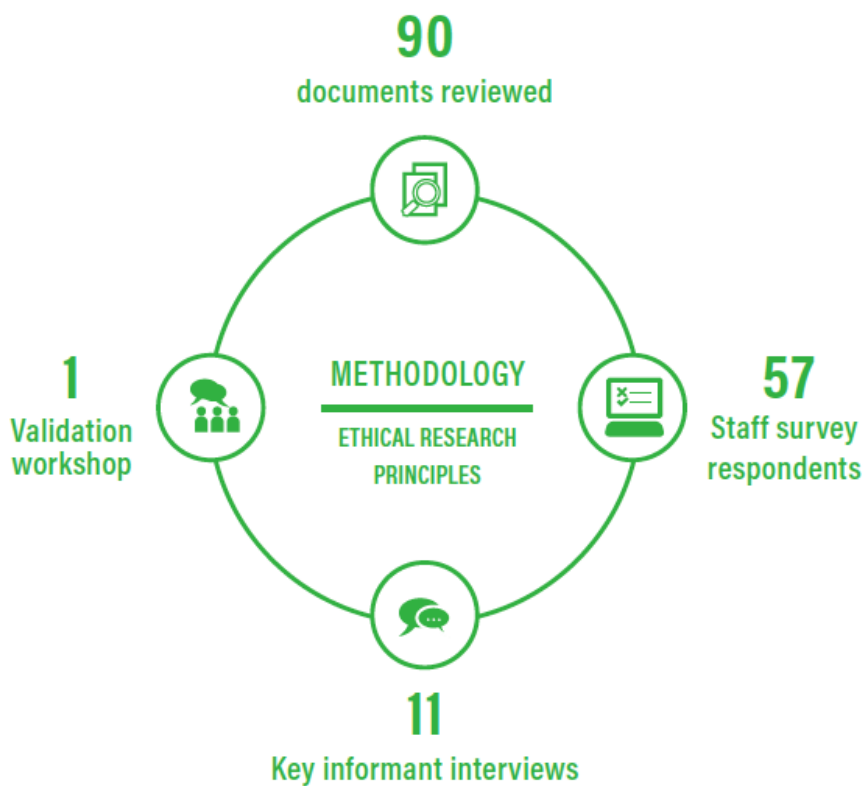 90
documents reviewed
1
Validation
workshop
METHODOLOGY
ETHICAL RESEARCH
PRINCIPLES
57
Staff survey
respondents
11
Key informant interviews